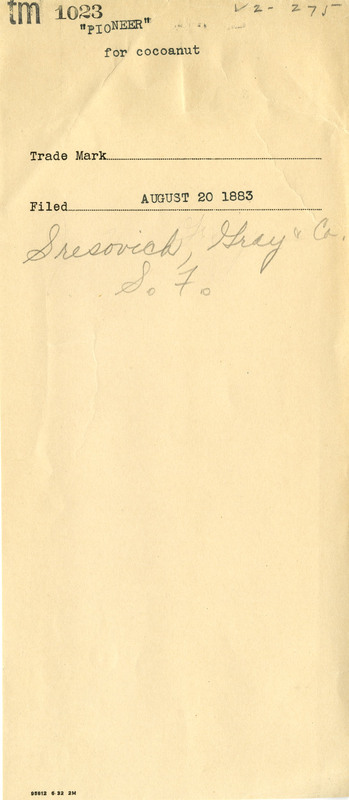 tm 1023 V2- 275
"PIONEER"
for cocoanut
Trade Mark
Filed AUGUST 20 1883
Sresovich, Gray " Co.
S. F.
95812 6-32 2M